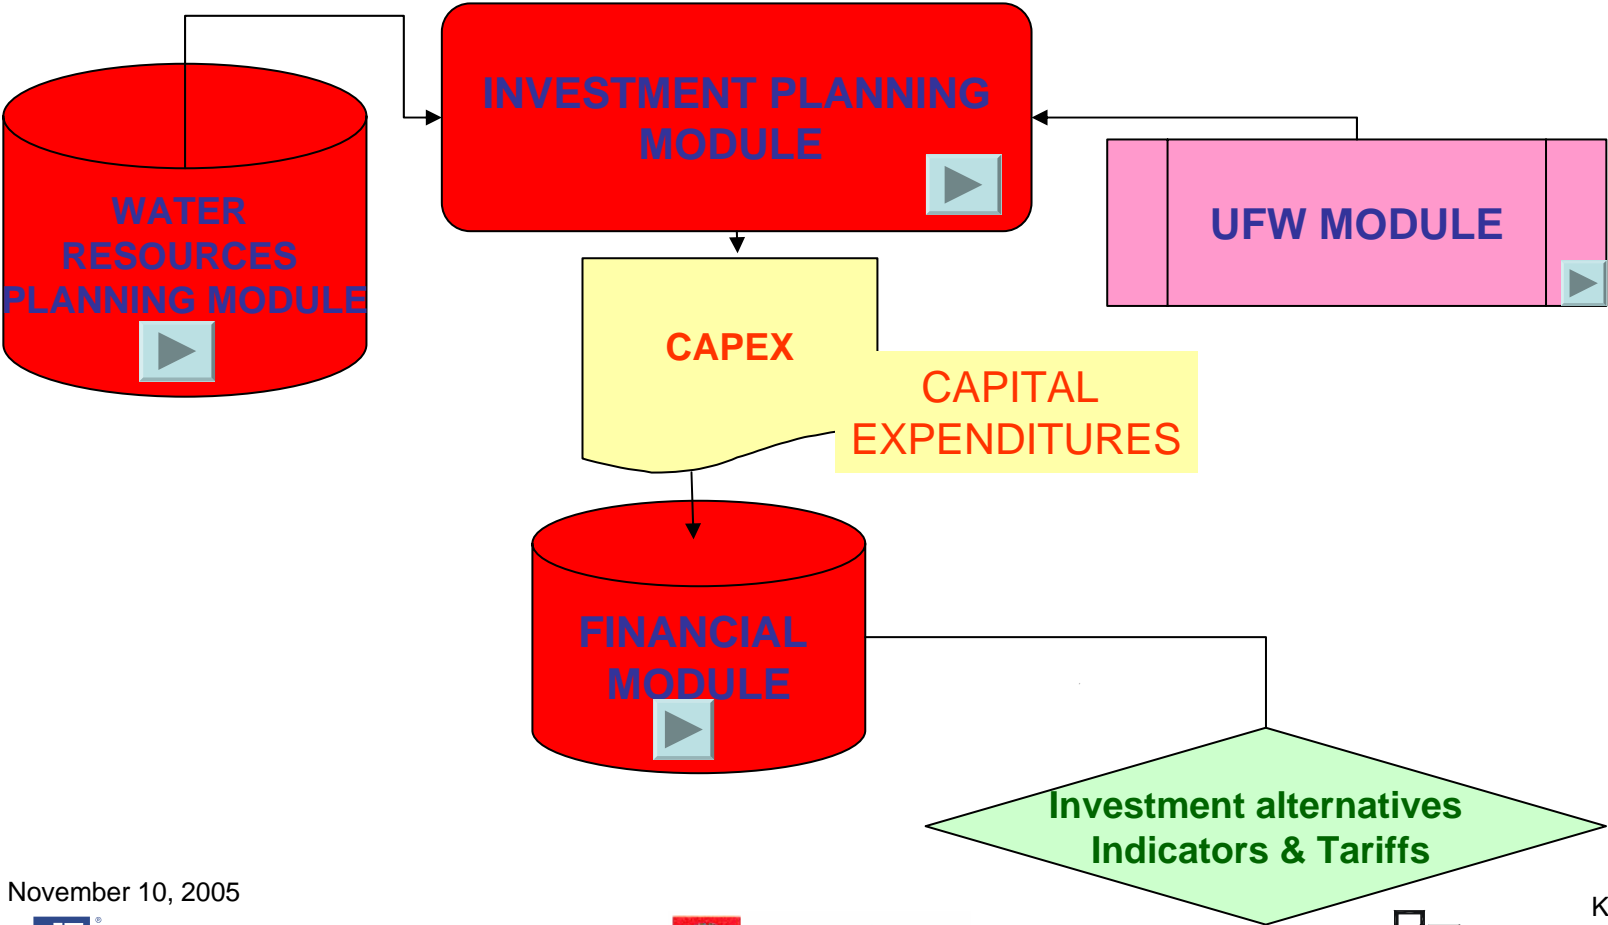 INVESTMENT PLANNING
MODULE
WATER
RESOURCES
PLANNING MODULE
UFW MODULE
CAPEX
CAPITAL
EXPENDITURES
FINANCIAL
MODULE
Investment alternatives
Indicators & Tariffs
November 10, 2005
K
®